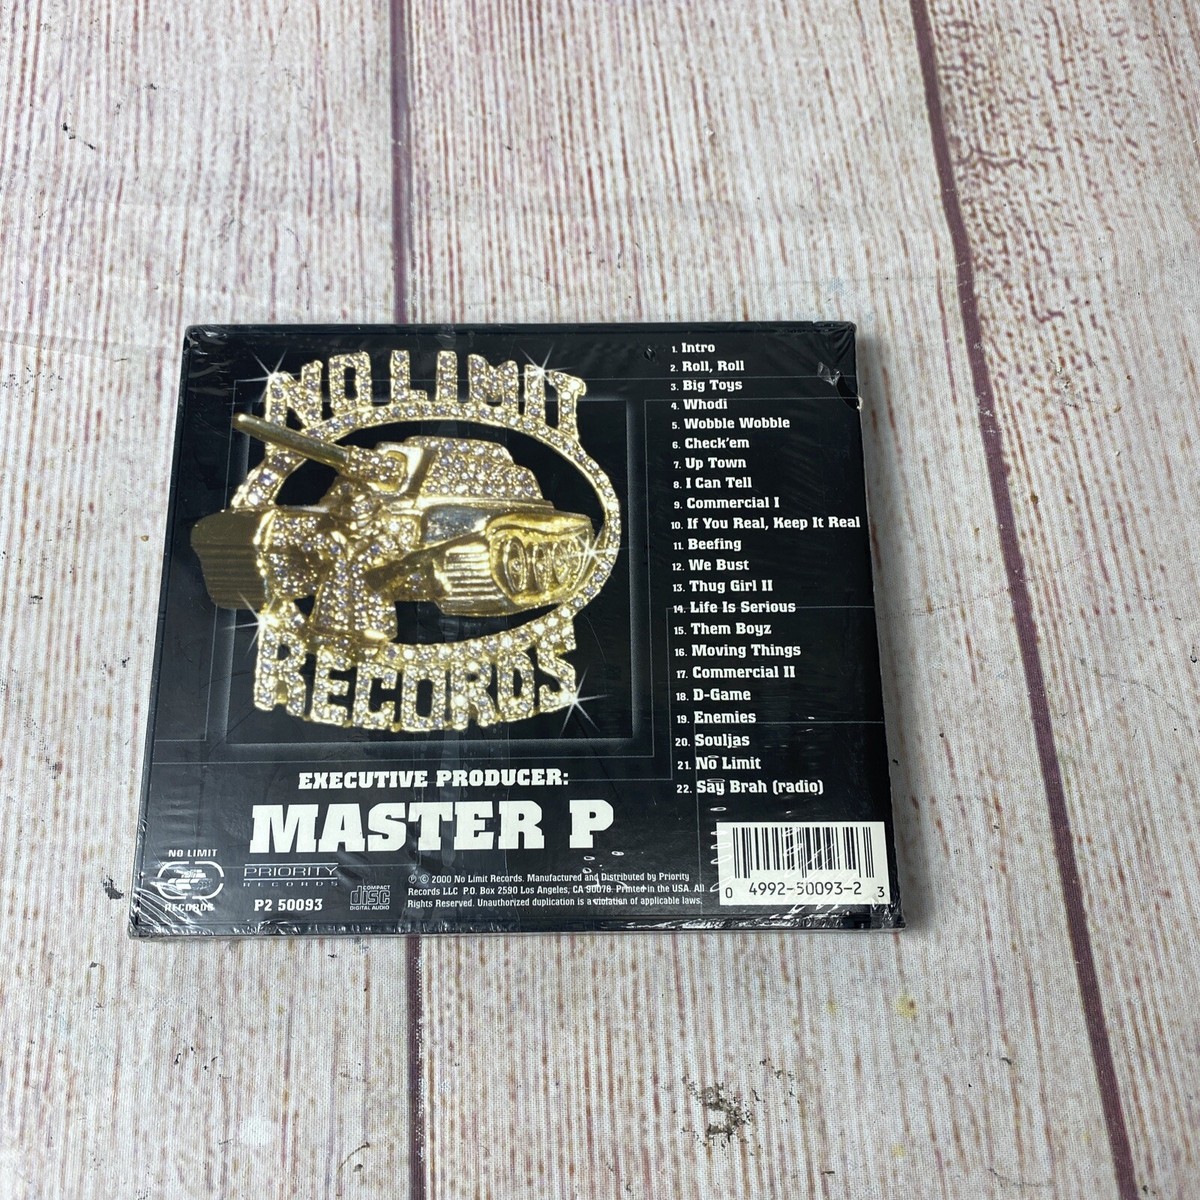 NO LIMIT
RECORDS
1. Intro
2. Roll, Roll
3. Big Toys
4. Whodi
5. Wobble Wobble
6. Check'em
7. Up Town
8. I Can Tell
9. Commercial I
10. If You Real, Keep It Real
11. Beefing
12. We Bust
13. Thug Girl II
14. Life Is Serious
15. Them Boyz
16. Moving Things
17. Commercial II
18. D-Game
19. Enemies
20. Souljas
21. No Limit
22. Say Brah (radio)
EXECUTIVE PRODUCER:
MASTER P
NO LIMIT
RECORDS
PRIORITY
RECORDS
P2 50093
COMPACT
disc
DIGITAL AUDIO
℗ © 2000 No Limit Records. Manufactured and Distributed by Priority
Records LLC P.O. Box 2590 Los Angeles, CA 90078. Printed in the USA. All
Rights Reserved. Unauthorized duplication is a violation of applicable laws.
0 4992-50093-2 3